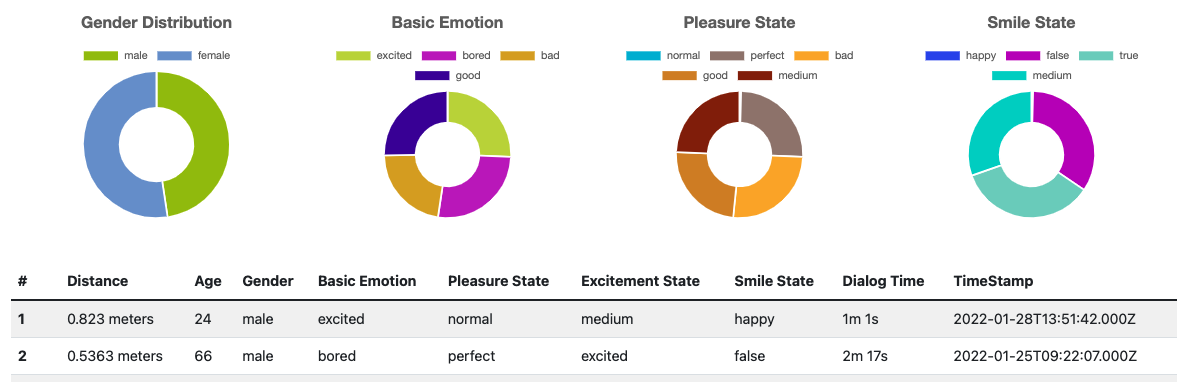 Gender Distribution Basic Emotion Pleasure State Smile State
male female excited bored bad normal perfect bad happy false true
good good medium medium
# Distance Age Gender Basic Emotion Pleasure State Excitement State Smile State Dialog Time TimeStamp
1 0.823 meters 24 male excited normal medium happy 1m 1s 2022-01-28T13:51:42.000Z
2 0.5363 meters 66 male bored perfect excited false 2m 17s 2022-01-25T09:22:07.000Z